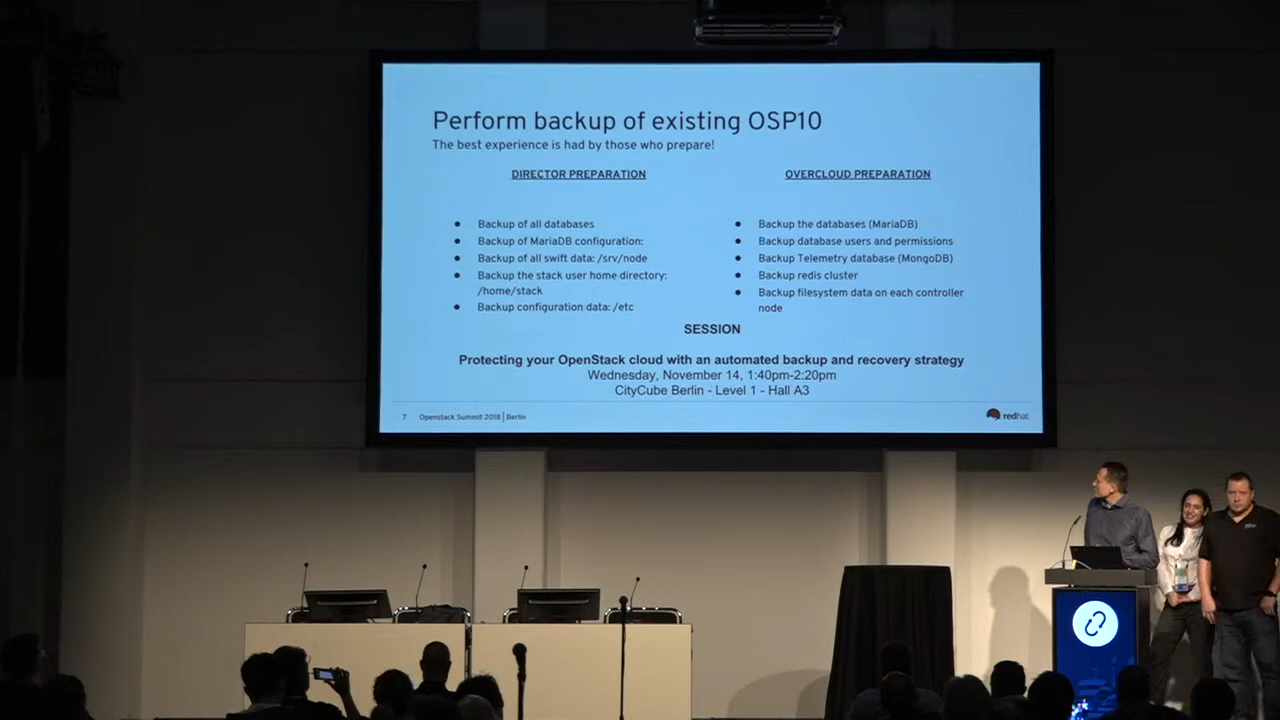 Perform backup of existing OSP10
The best experience is had by those who prepare!
DIRECTOR PREPARATION
● Backup of all databases
● Backup of MariaDB configuration:
● Backup of all swift data: /srv/node
● Backup the stack user home directory:
/home/stack
● Backup configuration data: /etc
OVERCLOUD PREPARATION
● Backup the databases (MariaDB)
● Backup database users and permissions
● Backup Telemetry database (MongoDB)
● Backup redis cluster
● Backup filesystem data on each controller
node
SESSION
Protecting your OpenStack cloud with an automated backup and recovery strategy
Wednesday, November 14, 1:40pm-2:20pm
CityCube Berlin - Level 1 - Hall A3
7 Openstack Summit 2018 | Berlin
redhat